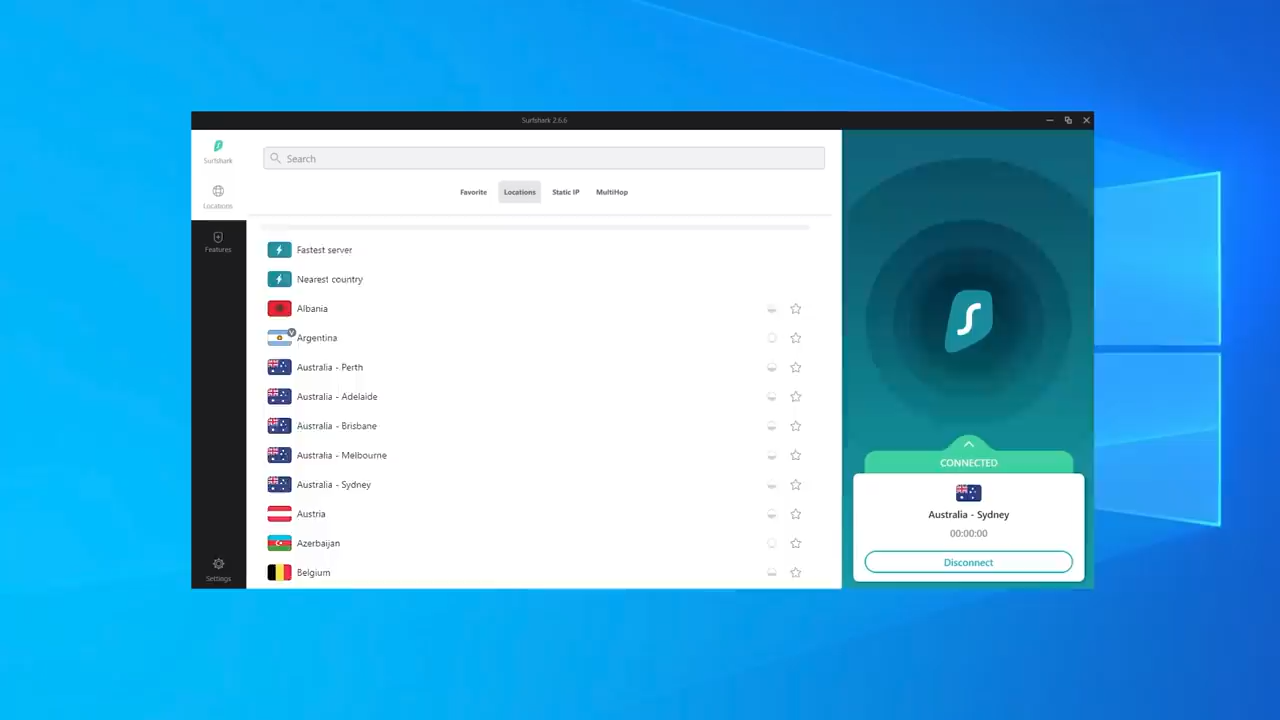 Surfshark 2.6.6
Surfshark
Locations
Features
Settings
Search
Favorite
Locations
Static IP
MultiHop
Fastest server
Nearest country
Albania
V
Argentina
Australia - Perth
Australia - Adelaide
Australia - Brisbane
Australia - Melbourne
Australia - Sydney
Austria
Azerbaijan
Belgium
CONNECTED
Australia - Sydney
00:00:00
Disconnect